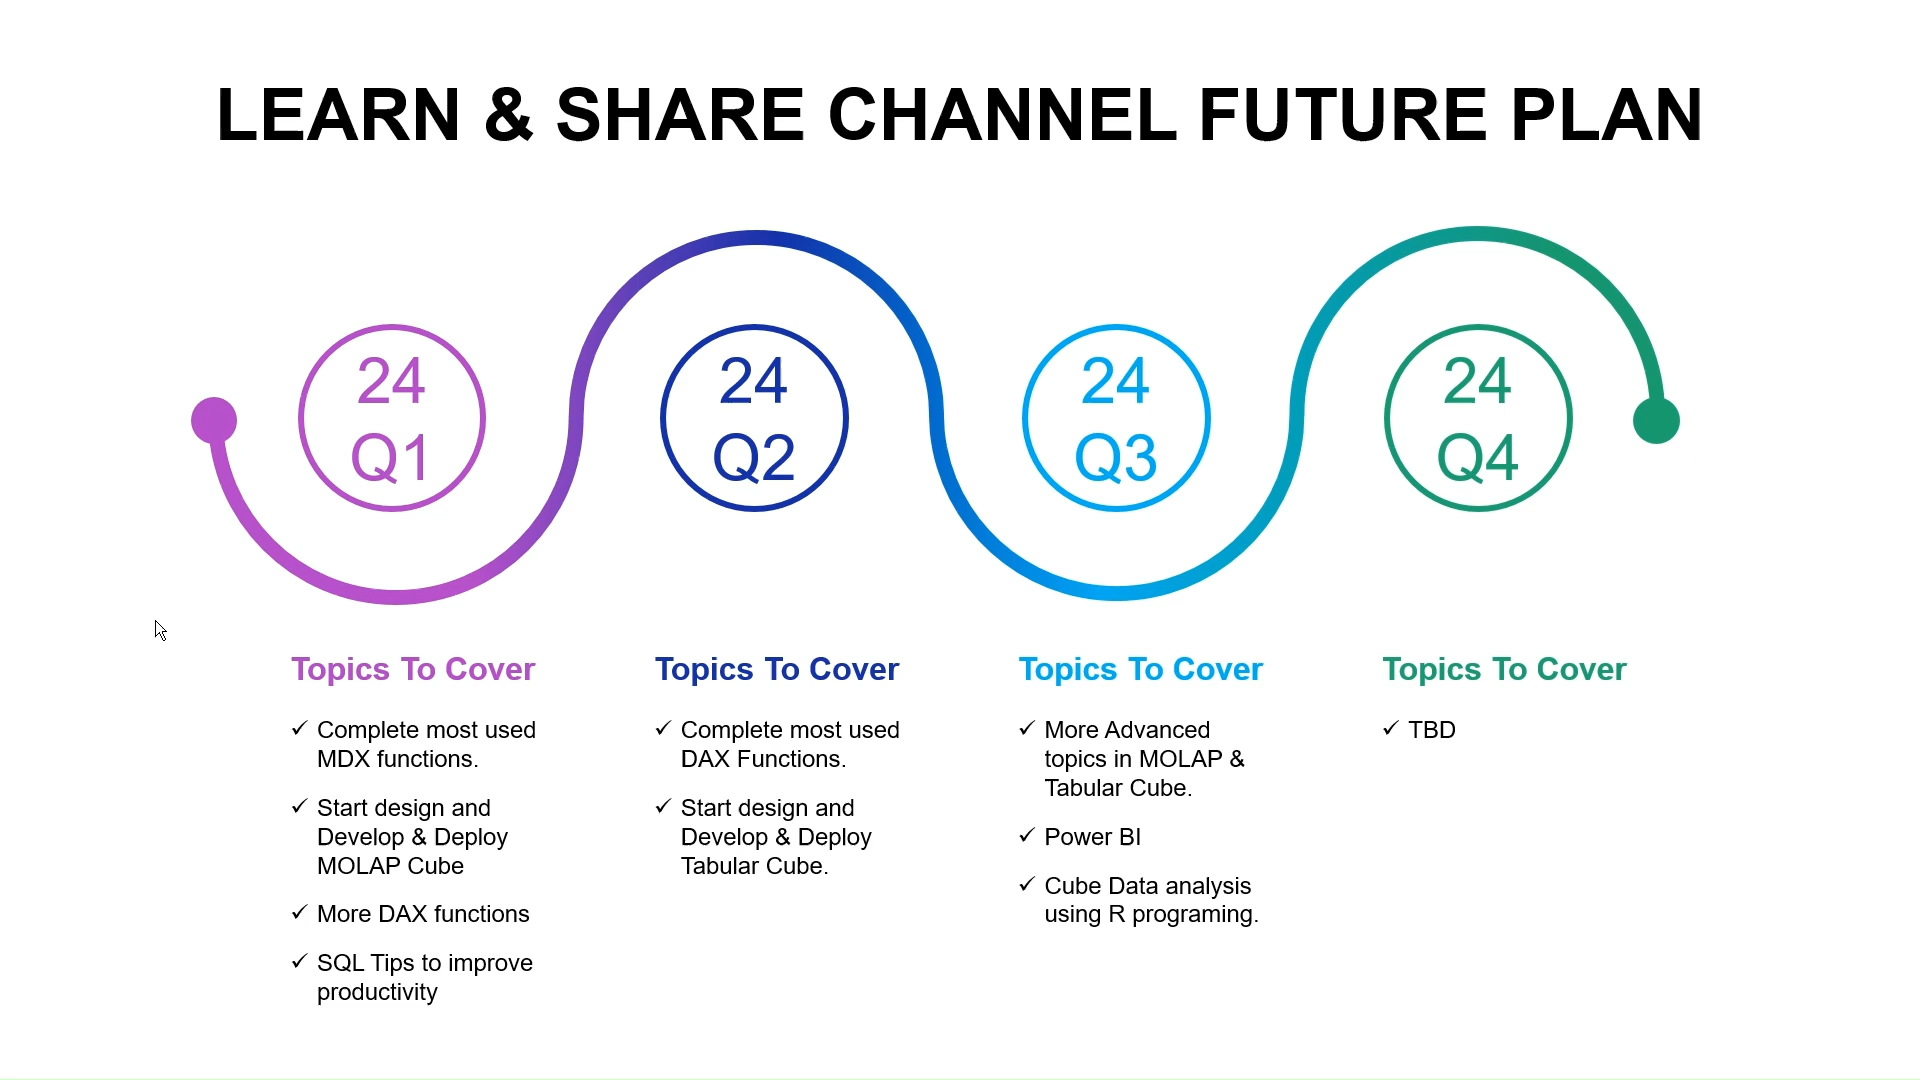 LEARN & SHARE CHANNEL FUTURE PLAN
24
Q1
24
Q2
24
Q3
24
Q4
Topics To Cover
✓ Complete most used
MDX functions.
✓ Start design and
Develop & Deploy
MOLAP Cube
✓ More DAX functions
✓ SQL Tips to improve
productivity
Topics To Cover
✓ Complete most used
DAX Functions.
✓ Start design and
Develop & Deploy
Tabular Cube.
Topics To Cover
✓ More Advanced
topics in MOLAP &
Tabular Cube.
✓ Power BI
✓ Cube Data analysis
using R programing.
Topics To Cover
✓ TBD